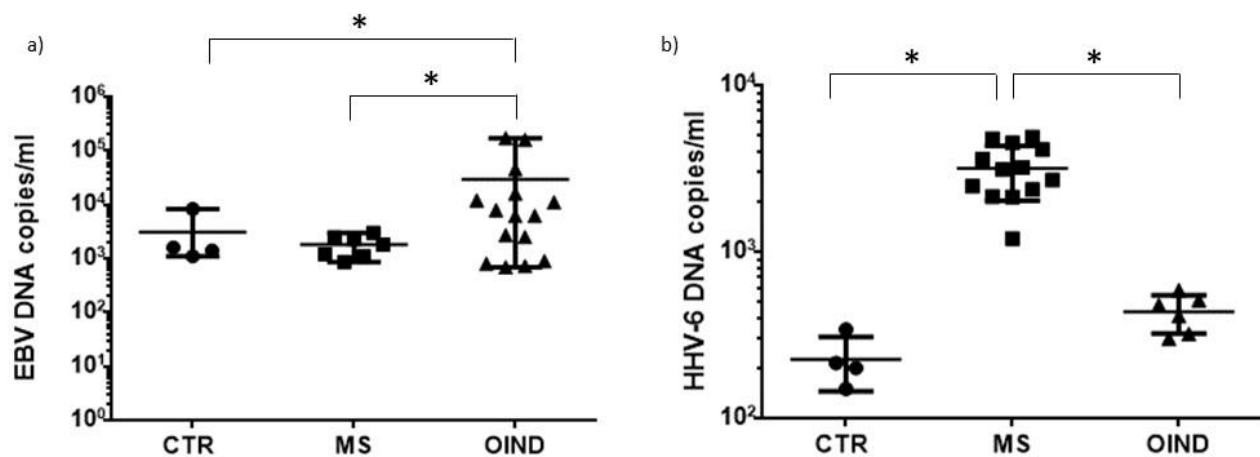 a)
*
*
EBV DNA copies/ml
10⁶
10⁵
10⁴
10³
10²
10¹
10⁰
CTR MS OIND
b)
* *
HHV-6 DNA copies/ml
10⁴
10³
10²
CTR MS OIND